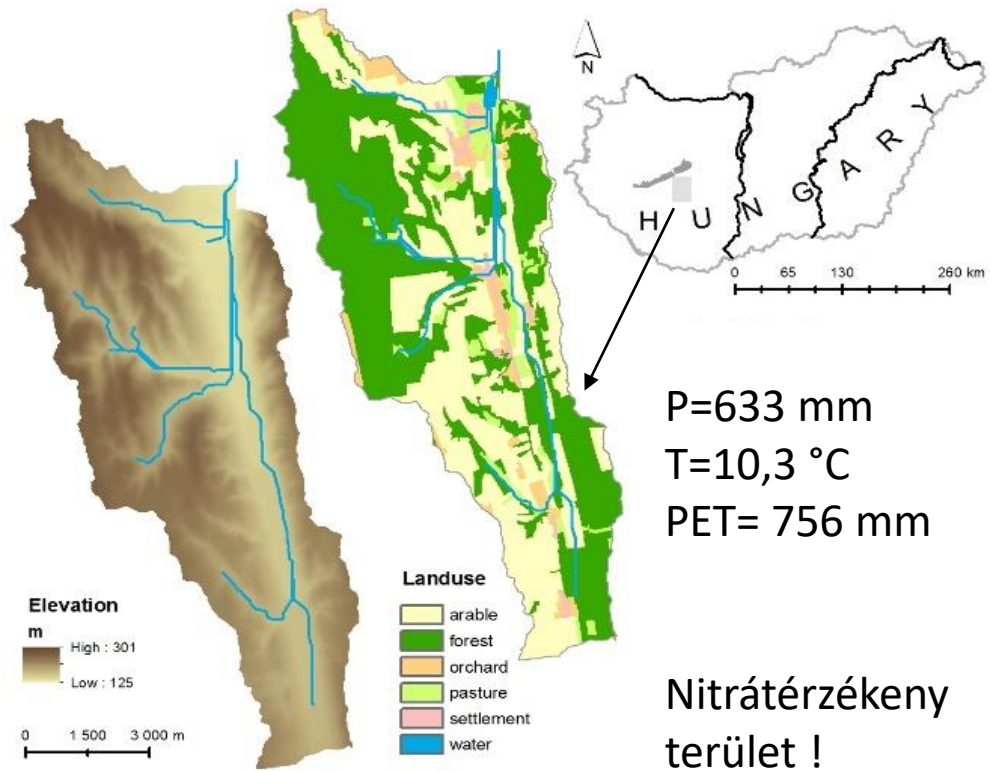 N
H U N G A R Y
0 65 130 260 km
P=633 mm
T=10,3 °C
PET= 756 mm
Elevation
m
High : 301
Low : 125
0 1 500 3 000 m
Landuse
arable
forest
orchard
pasture
settlement
water
Nitrátérzékeny
terület !